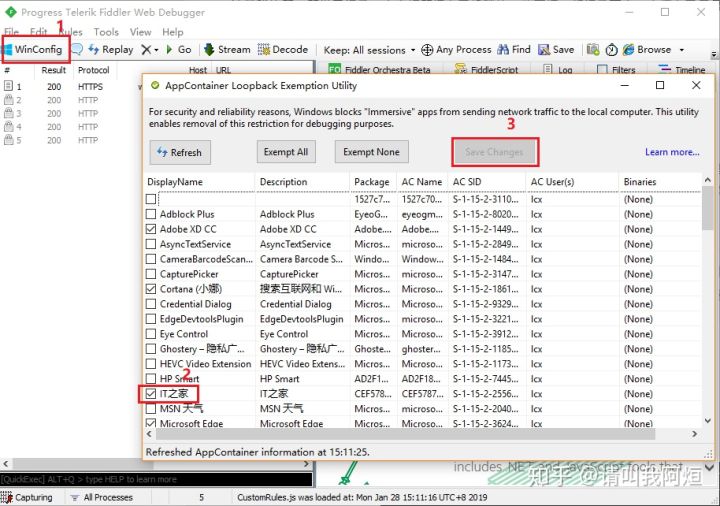 Progress Telerik Fiddler Web Debugger
File Edit Rules Tools View Help
1
WinConfig Replay Go Stream Decode Keep: All sessions Any Process Find Save Browse
# Result Protocol Host URL
Fiddler Orchestra Beta FiddlerScript Log Filters Timeline
1 200 HTTPS
2 200 HTTP
3 200 HTTP
4 200 HTTP
5 200 HTTP
AppContainer Loopback Exemption Utility
For security and reliability reasons, Windows blocks "Immersive" apps from sending network traffic to the local computer. This utility
enables removal of this restriction for debugging purposes.
3
Refresh Exempt All Exempt None Save Changes Learn more...
DisplayName Description Package AC Name AC SID AC User(s) Binaries
1527c7... 1527c70... S-1-15-2-3110... lcx (None)
Adblock Plus Adblock Plus EyeoG... eyeogm... S-1-15-2-8020... lcx (None)
Adobe XD CC Adobe XD CC Adobe.... Adobe.... S-1-15-2-1449... lcx (None)
AsyncTextService AsyncTextService Micros... microso... S-1-15-2-2849... lcx (None)
CameraBarcodeScan... Camera Barcode S... Windo... window... S-1-15-2-1484... lcx (None)
CapturePicker CapturePicker Micros... microso... S-1-15-2-3147... lcx (None)
Cortana (小娜) 搜索互联网和 Wi... Micros... microso... S-1-15-2-1861... lcx (None)
Credential Dialog Credential Dialog Micros... microso... S-1-15-2-9329... lcx (None)
EdgeDevtoolsPlugin EdgeDevtoolsPlugin Micros... microso... S-1-15-2-3221... lcx (None)
Eye Control Eye Control Micros... microso... S-1-15-2-3912... lcx (None)
Ghostery – 隐私广... Ghostery – 隐私广... Ghoste... ghoster... S-1-15-2-1185... lcx (None)
HEVC Video Extension HEVC Video Extension Micros... microso... S-1-15-2-1173... lcx (None)
2
HP Smart HP Smart AD2F1... AD2F18... S-1-15-2-7445... lcx (None)
IT之家 IT之家 CEF578... CEF5787... S-1-15-2-2556... lcx (None)
MSN 天气 MSN 天气 Micros... microso... S-1-15-2-2040... lcx (None)
Microsoft Edge Microsoft Edge Micros... microso... S-1-15-2-3624... lcx (None)
Refreshed AppContainer information at 15:11:25.
includes .NET and JavaScript tools that
[QuickExec] ALT+Q > type HELP to learn more
知乎 @请叫我阿烜
Capturing All Processes 5 CustomRules.js was loaded at: Mon Jan 28 15:11:16 UTC+8 2019